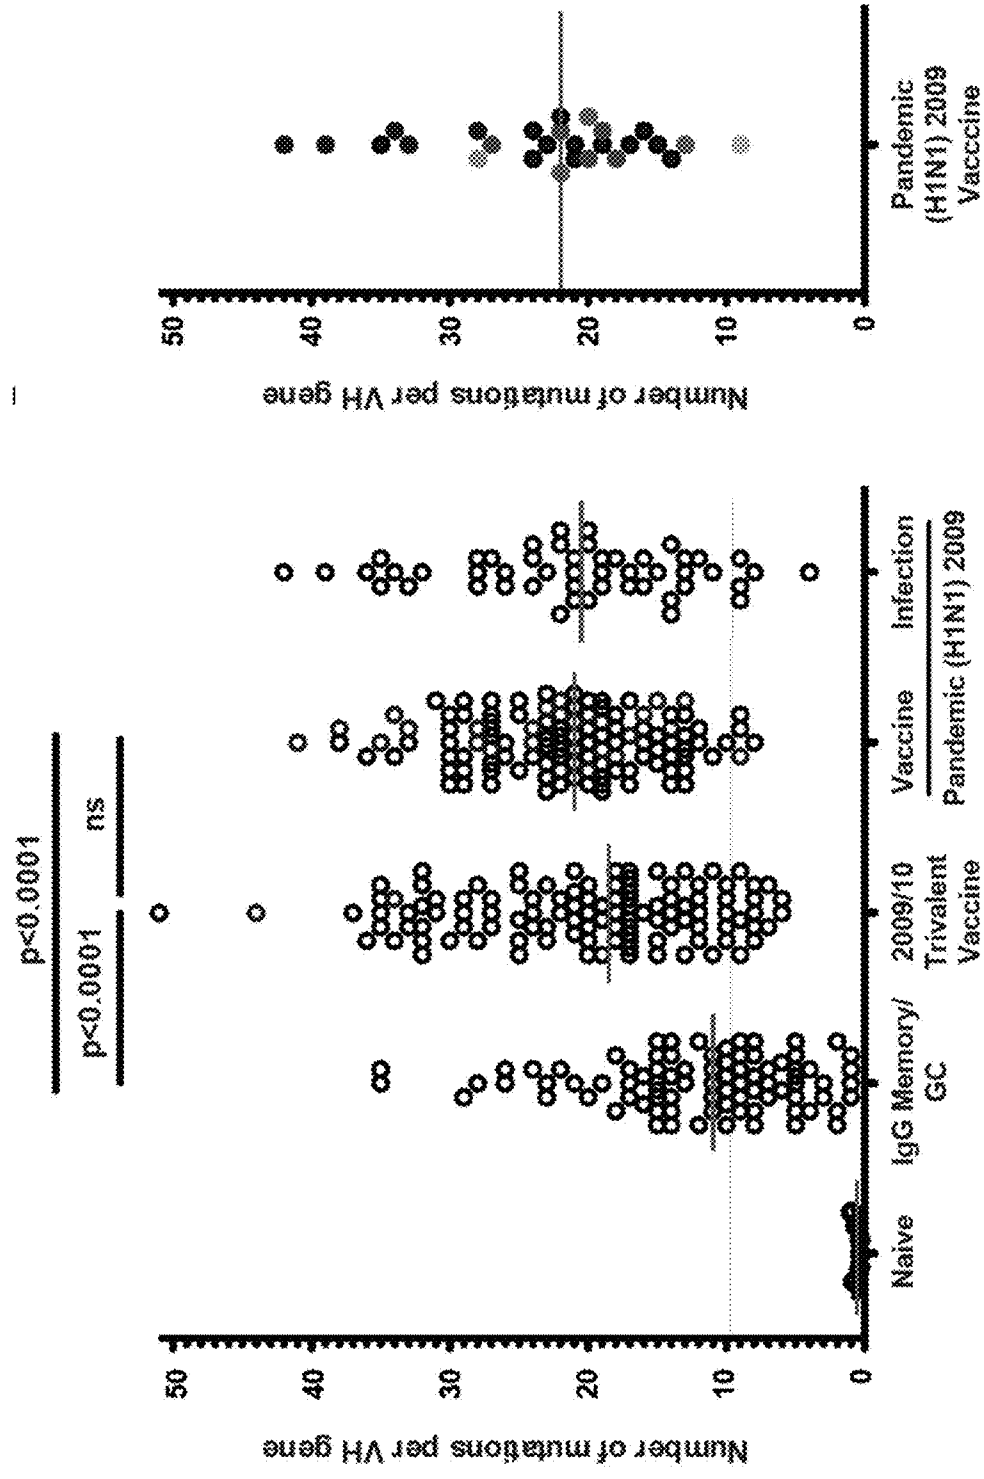 p<0.0001
p<0.0001 ns
Number of mutations per VH gene
50
40
30
20
10
0
Naive
IgG Memory/
GC
2009/10
Trivalent
Vaccine
Vaccine
Infection
Pandemic (H1N1) 2009
Number of mutations per VH gene
50
40
30
20
10
0
Pandemic
(H1N1) 2009
Vacccine